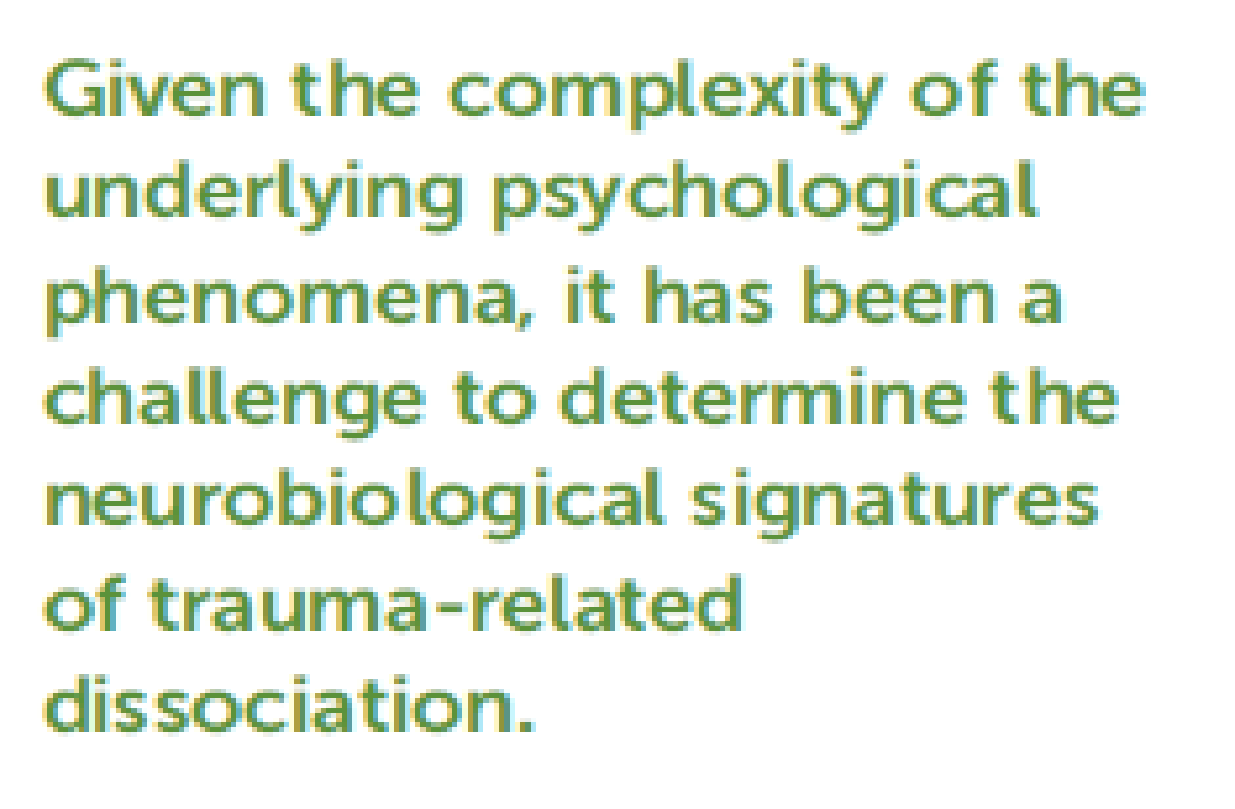 Given the complexity of the
underlying psychological
phenomena, it has been a
challenge to determine the
neurobiological signatures
of trauma-related
dissociation.